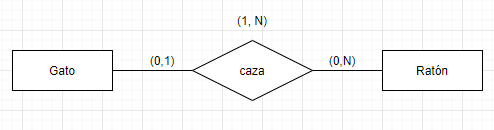 (1, N)
(0,1)
(0,N)
Gato
caza
Ratón